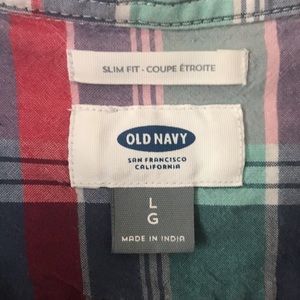 SLIM FIT - COUPE ÉTROITE
OLD NAVY
SAN FRANCISCO
CALIFORNIA
L
G
MADE IN INDIA